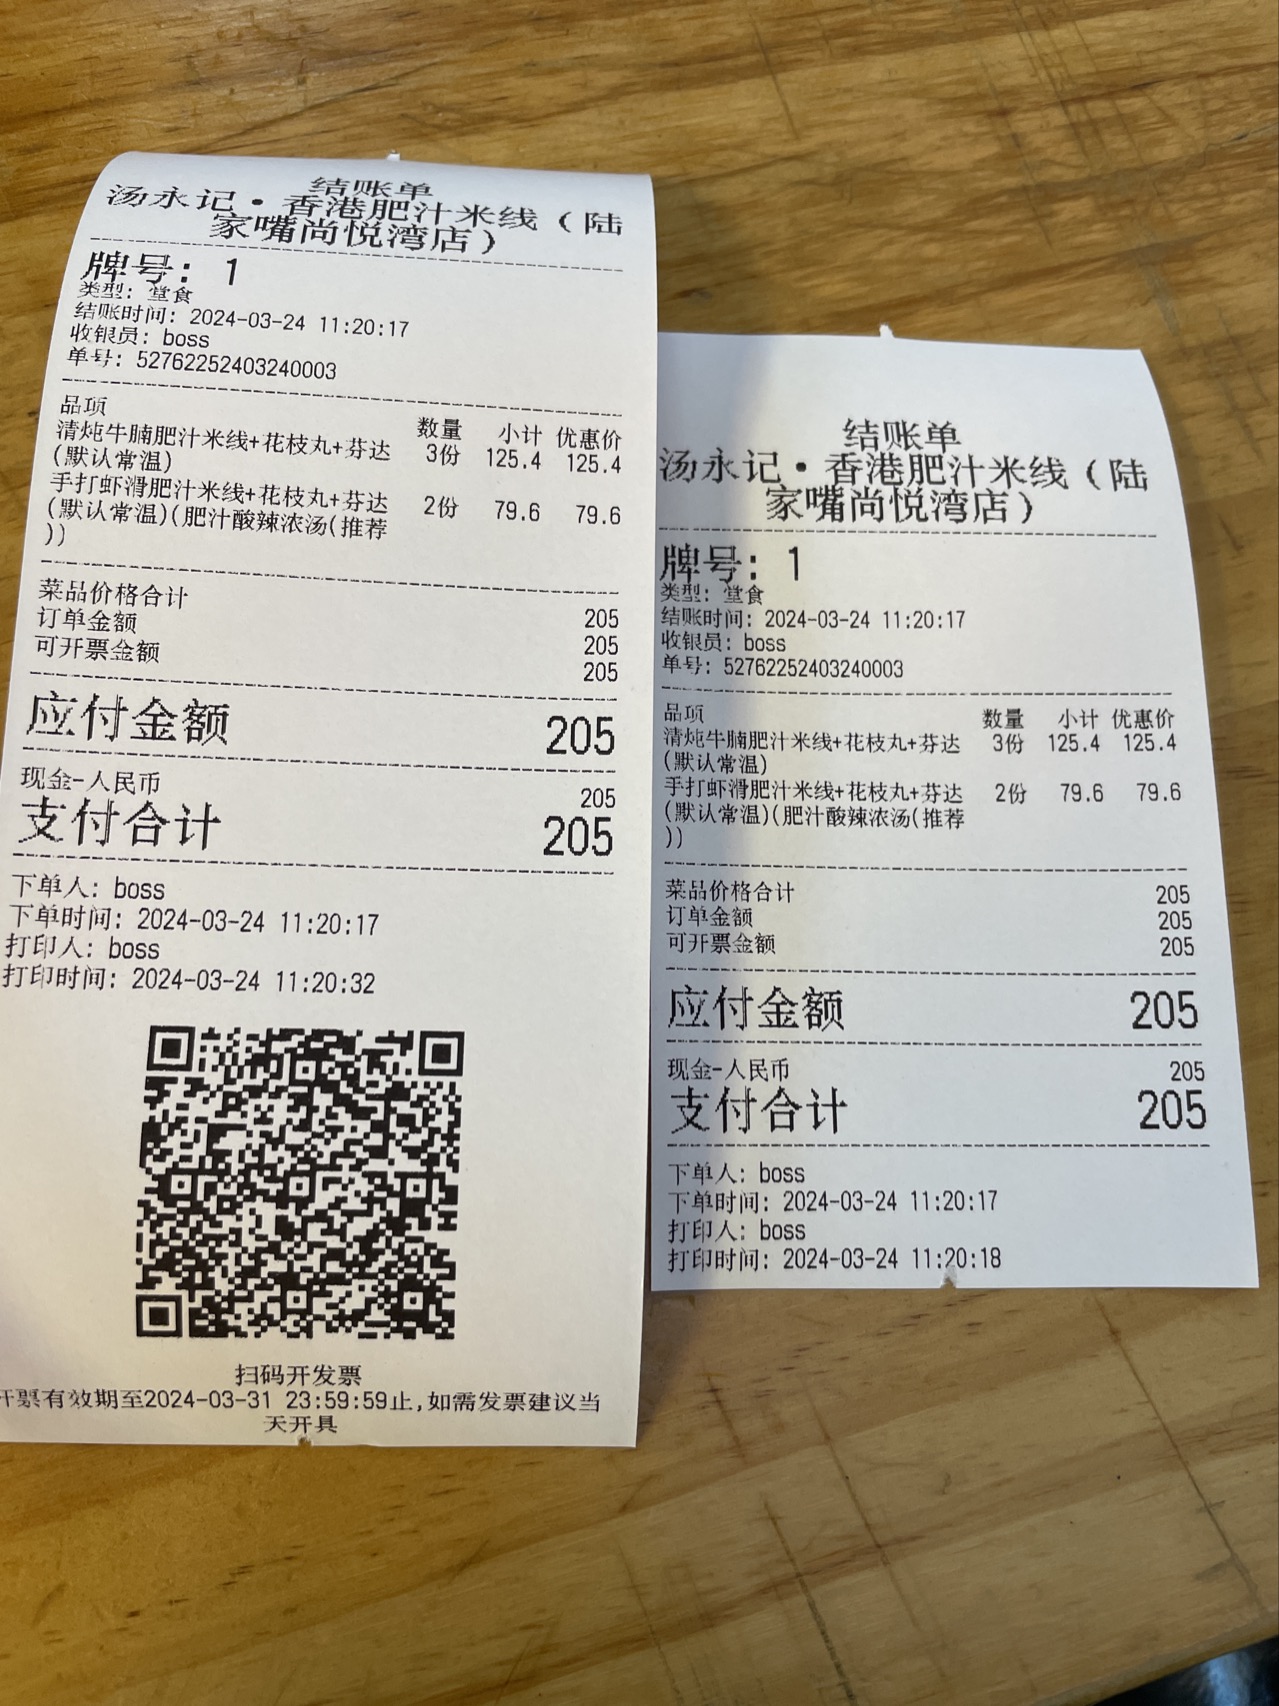 结账单
汤永记·香港肥汁米线（陆
家嘴尚悦湾店）
牌号: 1
类型: 堂食
结账时间: 2024-03-24 11:20:17
收银员: boss
单号: 52762252403240003
品项 数量 小计 优惠价
清炖牛腩肥汁米线+花枝丸+芬达 3份 125.4 125.4
(默认常温)
手打虾滑肥汁米线+花枝丸+芬达 2份 79.6 79.6
(默认常温)(肥汁酸辣浓汤(推荐
))
菜品价格合计 205
订单金额 205
可开票金额 205
应付金额 205
现金-人民币 205
支付合计 205
下单人: boss
下单时间: 2024-03-24 11:20:17
打印人: boss
打印时间: 2024-03-24 11:20:32
扫码开发票
开票有效期至2024-03-31 23:59:59止,如需发票建议当
天开具
结账单
汤永记·香港肥汁米线（陆
家嘴尚悦湾店）
牌号: 1
类型: 堂食
结账时间: 2024-03-24 11:20:17
收银员: boss
单号: 52762252403240003
品项 数量 小计 优惠价
清炖牛腩肥汁米线+花枝丸+芬达 3份 125.4 125.4
(默认常温)
手打虾滑肥汁米线+花枝丸+芬达 2份 79.6 79.6
(默认常温)(肥汁酸辣浓汤(推荐
))
菜品价格合计 205
订单金额 205
可开票金额 205
应付金额 205
现金-人民币 205
支付合计 205
下单人: boss
下单时间: 2024-03-24 11:20:17
打印人: boss
打印时间: 2024-03-24 11:20:18